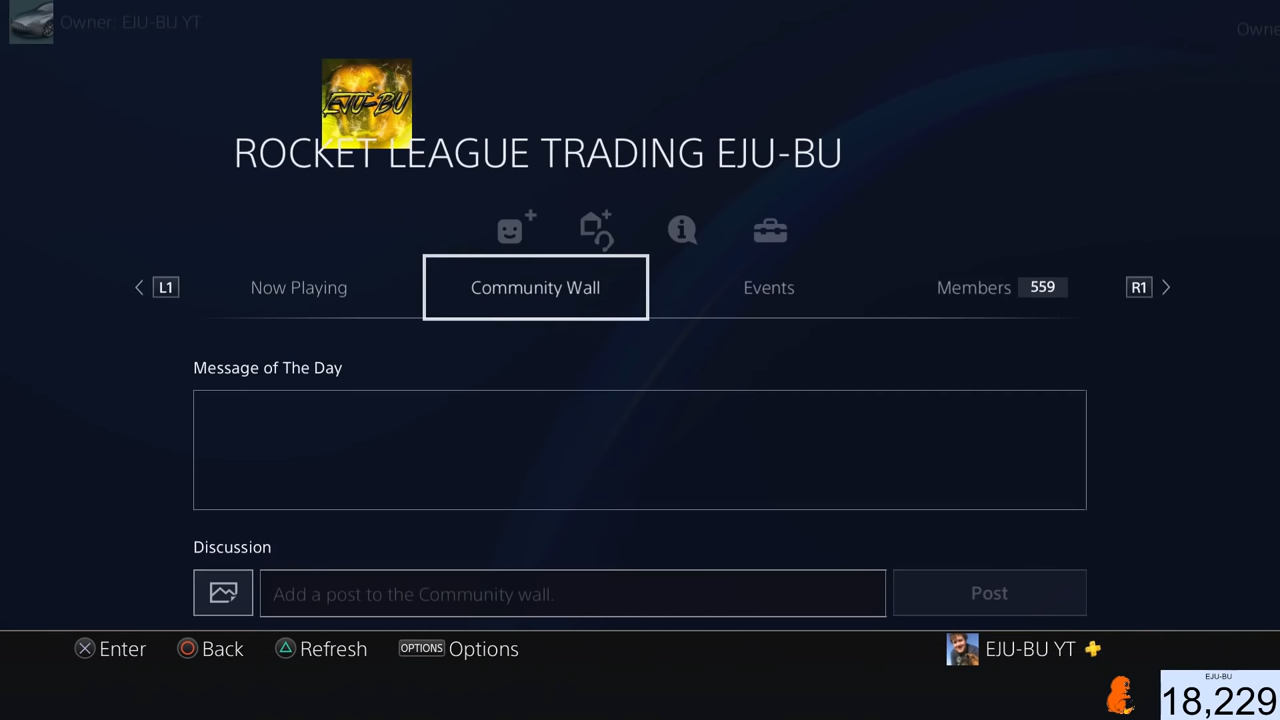 Owner: EJU-BU YT
Owne
EJU-BU
ROCKET LEAGUE TRADING EJU-BU
L1
Now Playing
Community Wall
Events
Members 559
R1
Message of The Day
Discussion
Add a post to the Community wall.
Post
Enter
Back
Refresh
OPTIONS Options
EJU-BU YT
EJU-BU
18,229